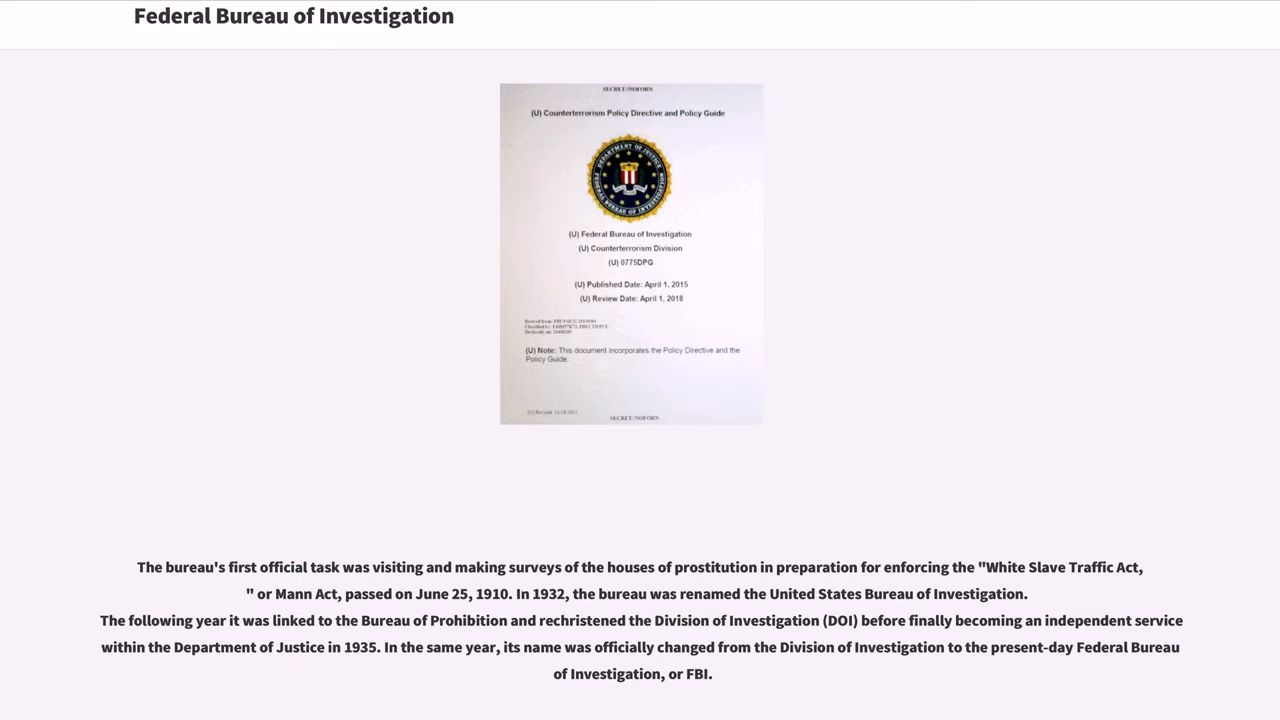 Federal Bureau of Investigation
SECRET//NOFORN
(U) Counterterrorism Policy Directive and Policy Guide
DEPARTMENT OF JUSTICE
FEDERAL BUREAU OF INVESTIGATION
(U) Federal Bureau of Investigation
(U) Counterterrorism Division
(U) 0775DPG
(U) Published Date: April 1, 2015
(U) Review Date: April 1, 2018
(U) Note: This document incorporates the Policy Directive and the
Policy Guide.
SECRET//NOFORN
The bureau's first official task was visiting and making surveys of the houses of prostitution in preparation for enforcing the "White Slave Traffic Act,
" or Mann Act, passed on June 25, 1910. In 1932, the bureau was renamed the United States Bureau of Investigation.
The following year it was linked to the Bureau of Prohibition and rechristened the Division of Investigation (DOI) before finally becoming an independent service
within the Department of Justice in 1935. In the same year, its name was officially changed from the Division of Investigation to the present-day Federal Bureau
of Investigation, or FBI.